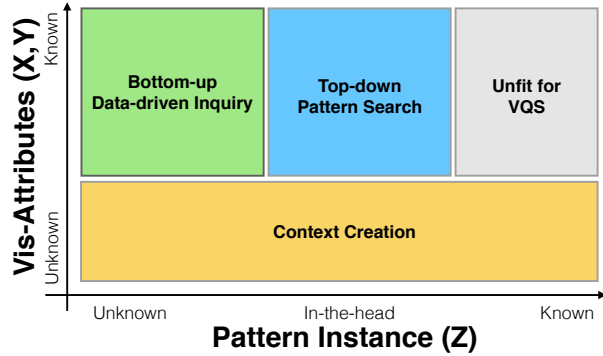 Vis-Attributes (X,Y)
Known
Unknown
Bottom-up
Data-driven Inquiry
Top-down
Pattern Search
Unfit for
VQS
Context Creation
Unknown
In-the-head
Known
Pattern Instance (Z)